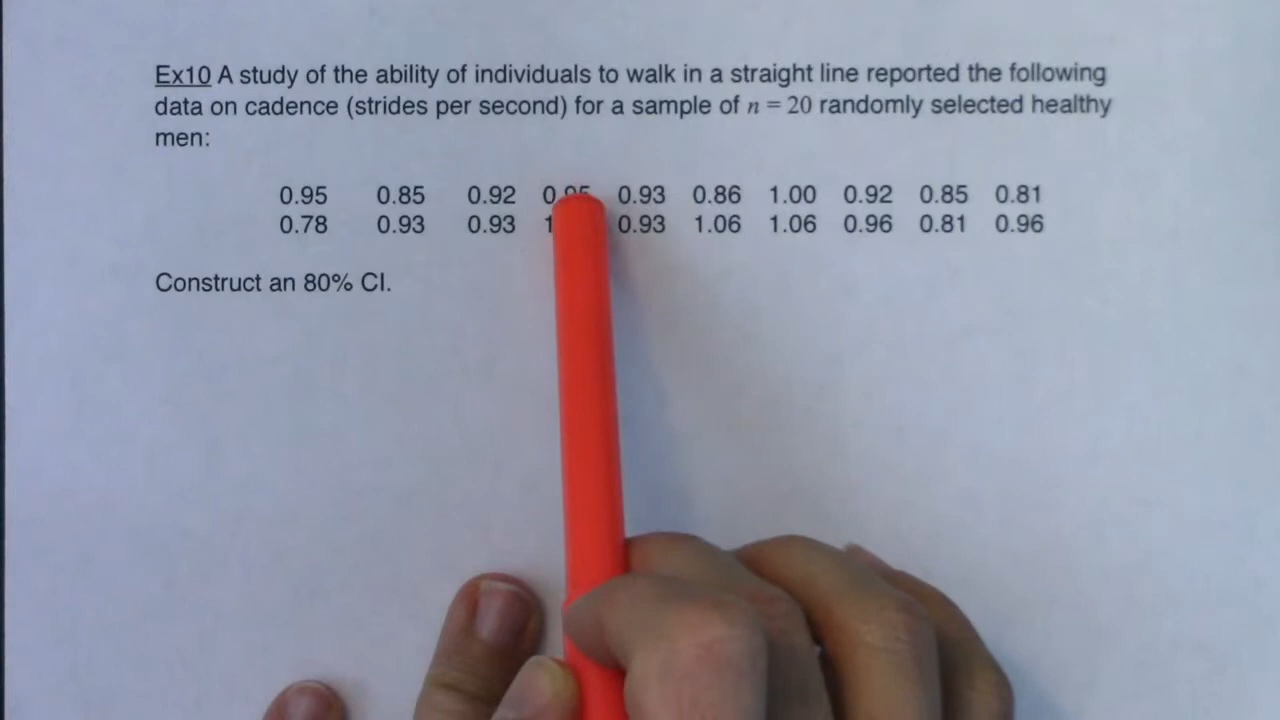 Ex10 A study of the ability of individuals to walk in a straight line reported the following
data on cadence (strides per second) for a sample of n = 20 randomly selected healthy
men:
0.95 0.85 0.92 0.95 0.93 0.86 1.00 0.92 0.85 0.81
0.78 0.93 0.93 0.93 1.06 1.06 0.96 0.81 0.96
Construct an 80% CI.